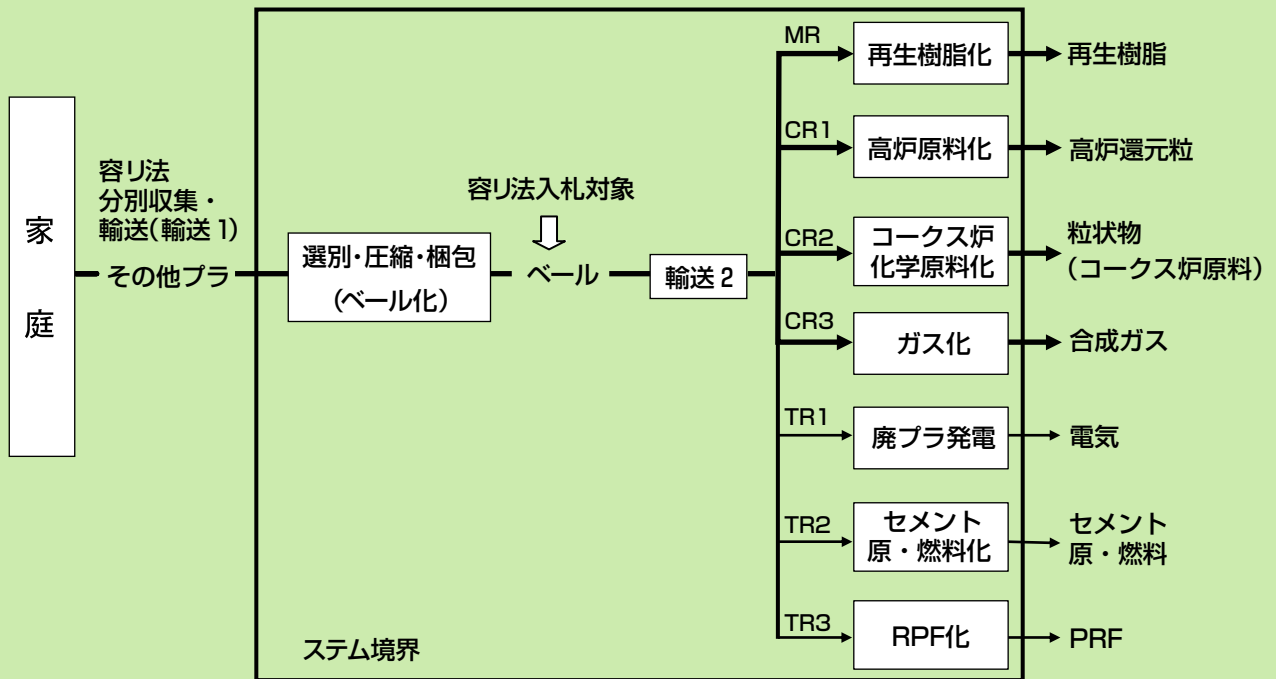 家庭
容リ法
分別収集・
輸送(輸送1)
その他プラ
選別・圧縮・梱包
(ベール化)
容リ法入札対象
ベール
輸送2
MR
再生樹脂化
再生樹脂
CR1
高炉原料化
高炉還元粒
CR2
コークス炉
化学原料化
粒状物
(コークス炉原料)
CR3
ガス化
合成ガス
TR1
廃プラ発電
電気
TR2
セメント
原・燃料化
セメント
原・燃料
TR3
RPF化
PRF
ステム境界